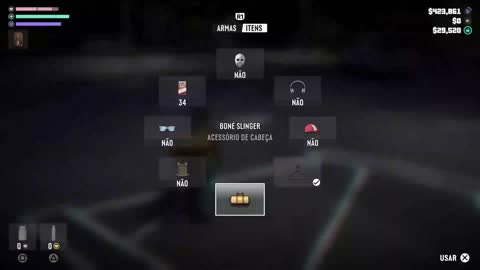 R1
$423,861
ARMAS ITENS
$0
$29,520
NÃO
34
NÃO
BONÉ SLINGER
ACESSÓRIO DE CABEÇA
NÃO
NÃO
NÃO
0
0
USAR